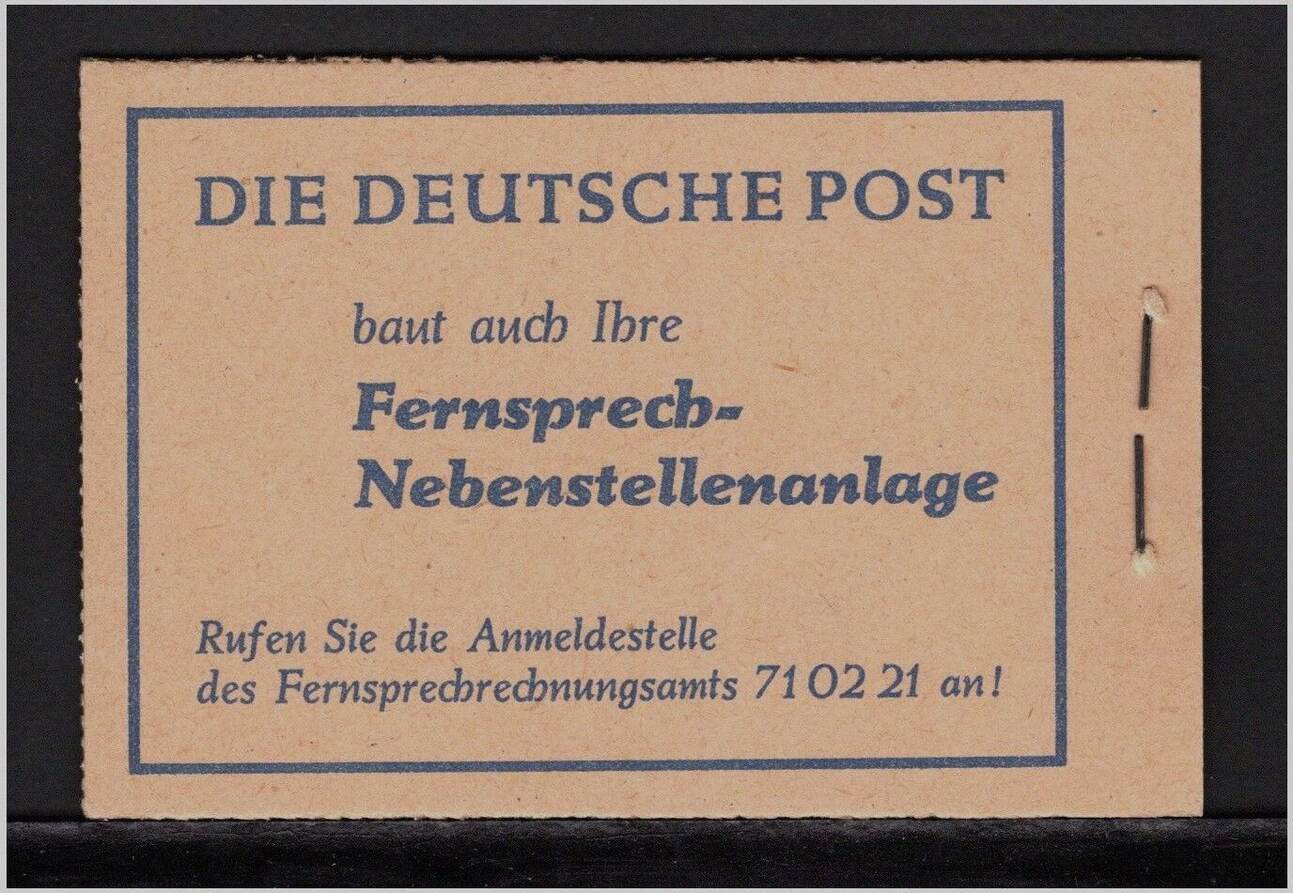 DIE DEUTSCHE POST
baut auch Ihre
Fernsprech-
Nebenstellenanlage
Rufen Sie die Anmeldestelle
des Fernsprechrechnungsamts 71 02 21 an!